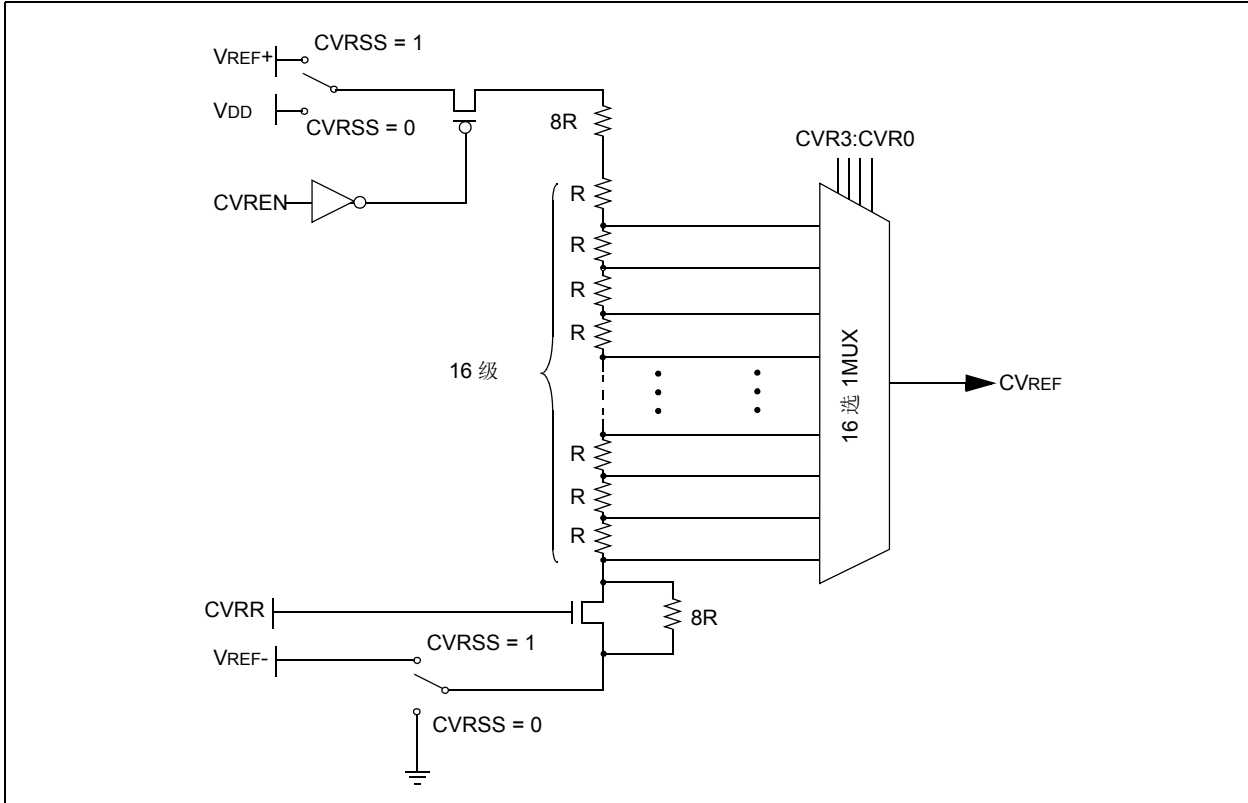 VREF+
CVRSS = 1
VDD
CVRSS = 0
8R
CVR3:CVR0
CVREN
R
R
R
R
16 级
16 选 1MUX
CVREF
R
R
R
CVRR
8R
CVRSS = 1
VREF-
CVRSS = 0